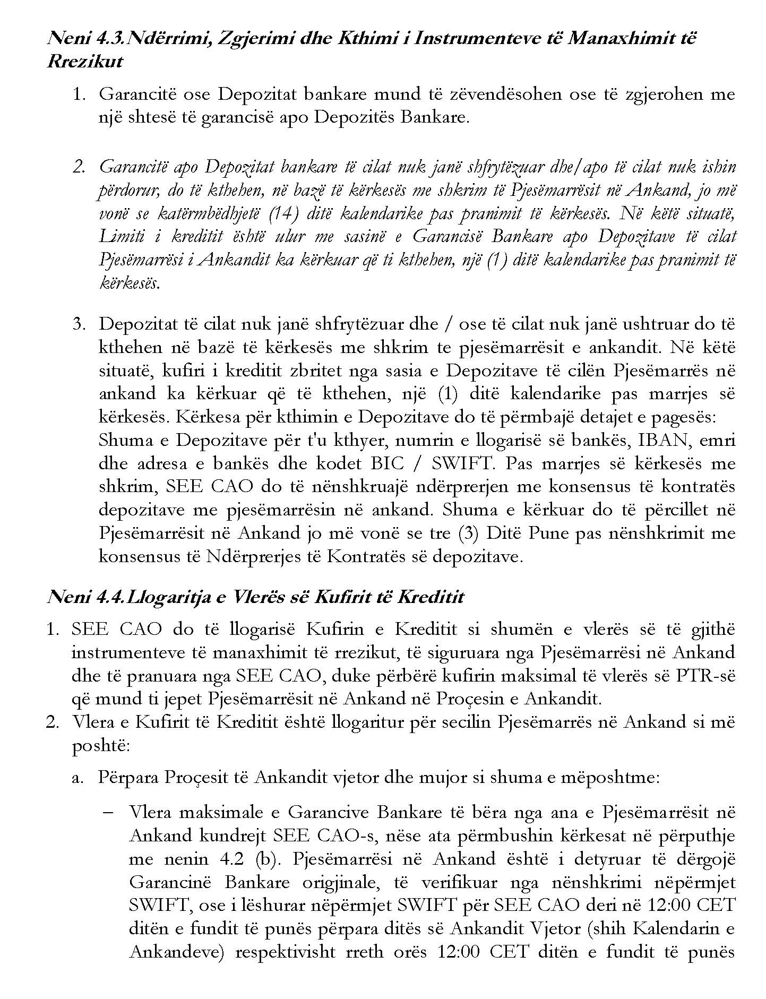 Neni 4.3.Ndërrimi, Zgjerimi dhe Kthimi i Instrumenteve të Manaxhimit të
Rrezikut
1. Garancitë ose Depozitat bankare mund të zëvendësohen ose të zgjerohen me
një shtesë të garancisë apo Depozitës Bankare.
2. Garancitë apo Depozitat bankare të cilat nuk janë shfrytëzuar dhe/apo të cilat nuk ishin
përdorur, do të kthehen, në bazë të kërkesës me shkrim të Pjesëmarrësit në Ankand, jo më
vonë se katërmbëdhjetë (14) ditë kalendarike pas pranimit të kërkesës. Në këtë situatë,
Limiti i kreditit është ulur me sasinë e Garancisë Bankare apo Depozitave të cilat
Pjesëmarrësi i Ankandit ka kërkuar që ti kthehen, një (1) ditë kalendarike pas pranimit të
kërkesës.
3. Depozitat të cilat nuk janë shfrytëzuar dhe / ose të cilat nuk janë ushtruar do të
kthehen në bazë të kërkesës me shkrim te pjesëmarrësit e ankandit. Në këtë
situatë, kufiri i kreditit zbritet nga sasia e Depozitave të cilën Pjesëmarrës në
ankand ka kërkuar që të kthehen, një (1) ditë kalendarike pas marrjes së
kërkesës. Kërkesa për kthimin e Depozitave do të përmbajë detajet e pagesës:
Shuma e Depozitave për t'u kthyer, numrin e llogarisë së bankës, IBAN, emri
dhe adresa e bankës dhe kodet BIC / SWIFT. Pas marrjes së kërkesës me
shkrim, SEE CAO do të nënshkruajë ndërprerjen me konsensus të kontratës
depozitave me pjesëmarrësin në ankand. Shuma e kërkuar do të përcillet në
Pjesëmarrësit në Ankand jo më vonë se tre (3) Ditë Pune pas nënshkrimit me
konsensus të Ndërprerjes të Kontratës së depozitave.
Neni 4.4.Llogaritja e Vlerës së Kufirit të Kreditit
1. SEE CAO do të llogarisë Kufirin e Kreditit si shumën e vlerës së të gjithë
instrumenteve të manaxhimit të rrezikut, të siguruara nga Pjesëmarrësi në Ankand
dhe të pranuara nga SEE CAO, duke përbërë kufirin maksimal të vlerës së PTR-së
që mund ti jepet Pjesëmarrësit në Ankand në Proçesin e Ankandit.
2. Vlera e Kufirit të Kreditit është llogaritur për secilin Pjesëmarrës në Ankand si më
poshtë:
a. Përpara Proçesit të Ankandit vjetor dhe mujor si shuma e mëposhtme:
– Vlera maksimale e Garancive Bankare të bëra nga ana e Pjesëmarrësit në
Ankand kundrejt SEE CAO-s, nëse ata përmbushin kërkesat në përputhje
me nenin 4.2 (b). Pjesëmarrësi në Ankand është i detyruar të dërgojë
Garancinë Bankare origjinale, të verifikuar nga nënshkrimi nëpërmjet
SWIFT, ose i lëshurar nëpërmjet SWIFT për SEE CAO deri në 12:00 CET
ditën e fundit të punës përpara ditës së Ankandit Vjetor (shih Kalendarin e
Ankandeve) respektivisht rreth orës 12:00 CET ditën e fundit të punës